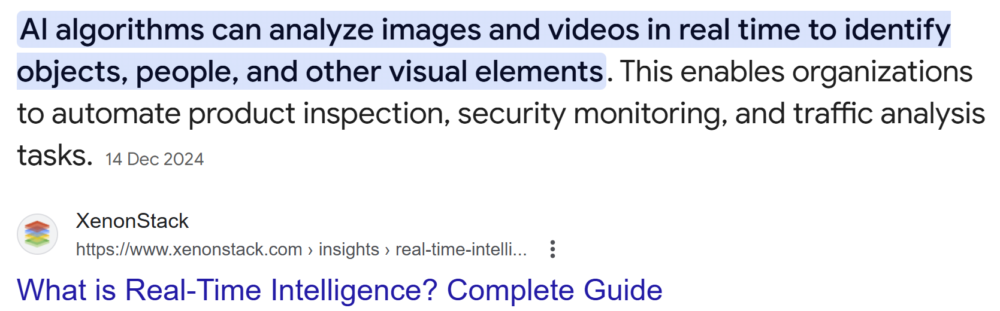 AI algorithms can analyze images and videos in real time to identify
objects, people, and other visual elements. This enables organizations
to automate product inspection, security monitoring, and traffic analysis
tasks. 14 Dec 2024
XenonStack
https://www.xenonstack.com › insights › real-time-intelli...
What is Real-Time Intelligence? Complete Guide